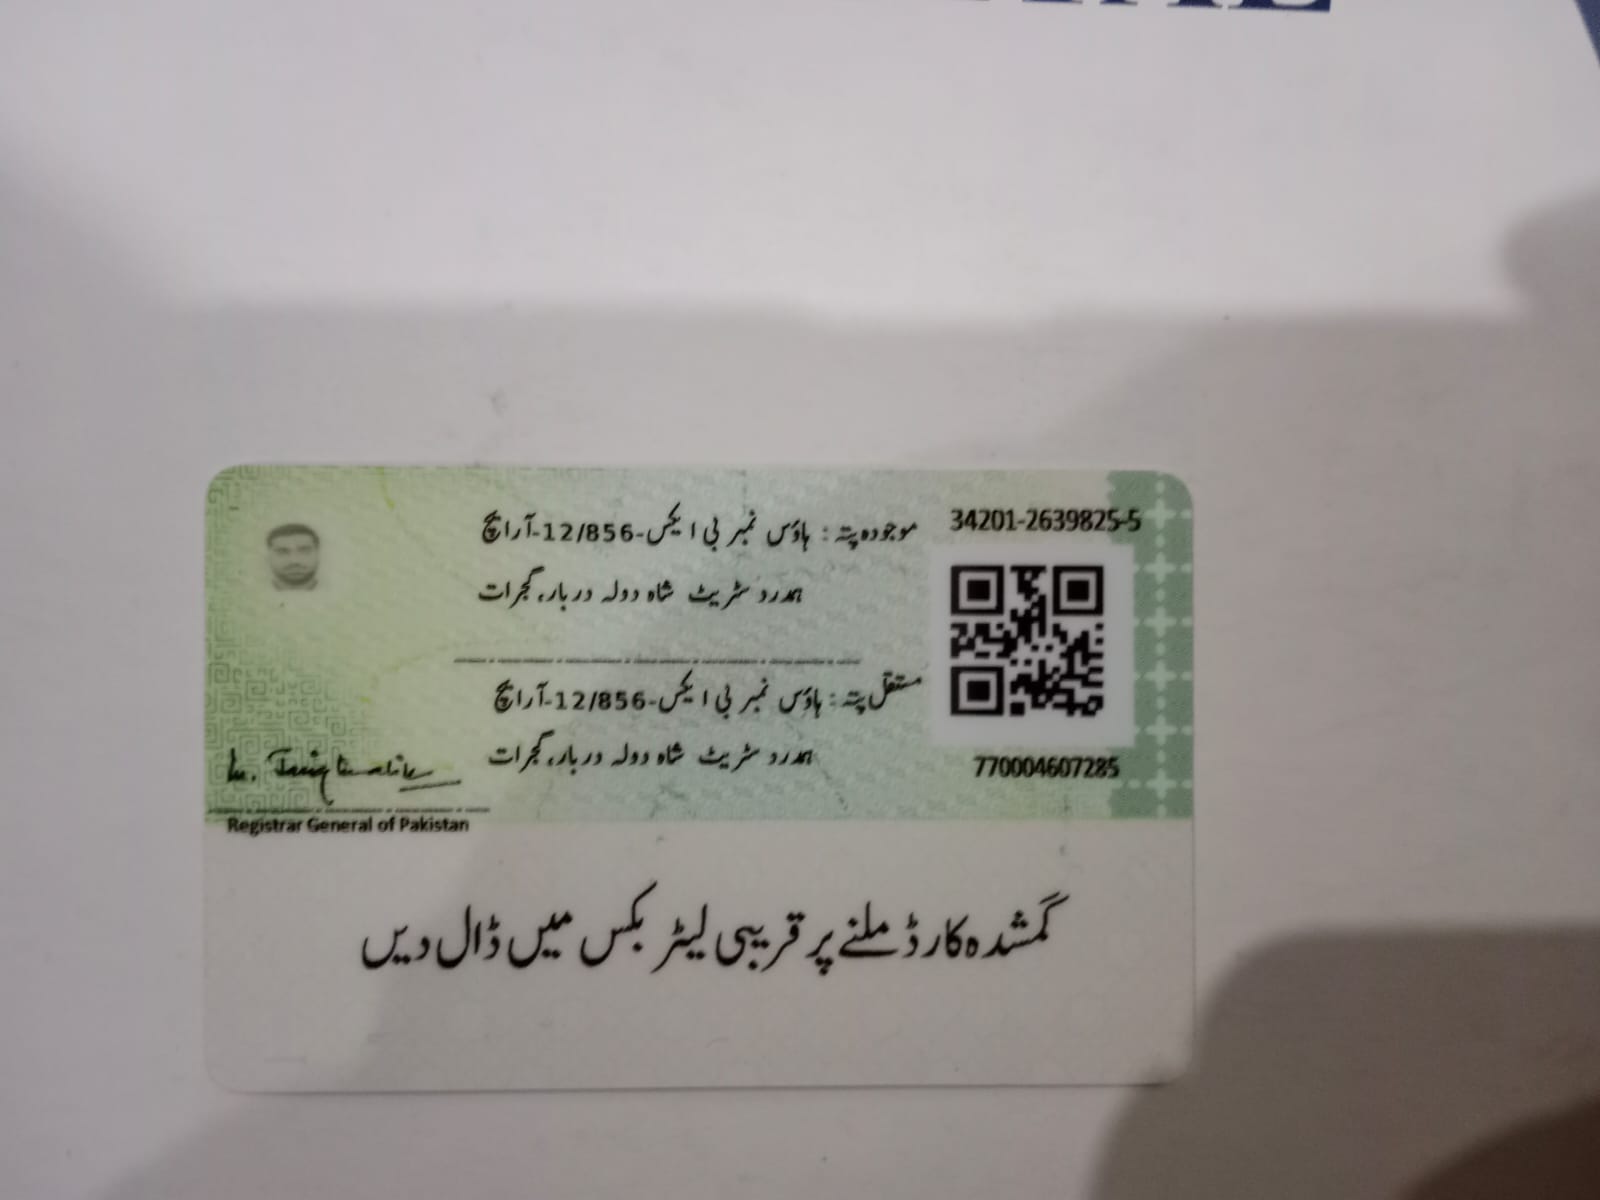 34201-2639825-5
موجودہ پتہ : ہاؤس نمبر بی ایکس-12/856-آر ایچ
ہمدرد سٹریٹ شاہ دولہ دربار، گجرات
مستقل پتہ : ہاؤس نمبر بی ایکس-12/856-آر ایچ
ہمدرد سٹریٹ شاہ دولہ دربار، گجرات
770004607285
Registrar General of Pakistan
گمشدہ کارڈ ملنے پر قریبی لیٹر بکس میں ڈال دیں